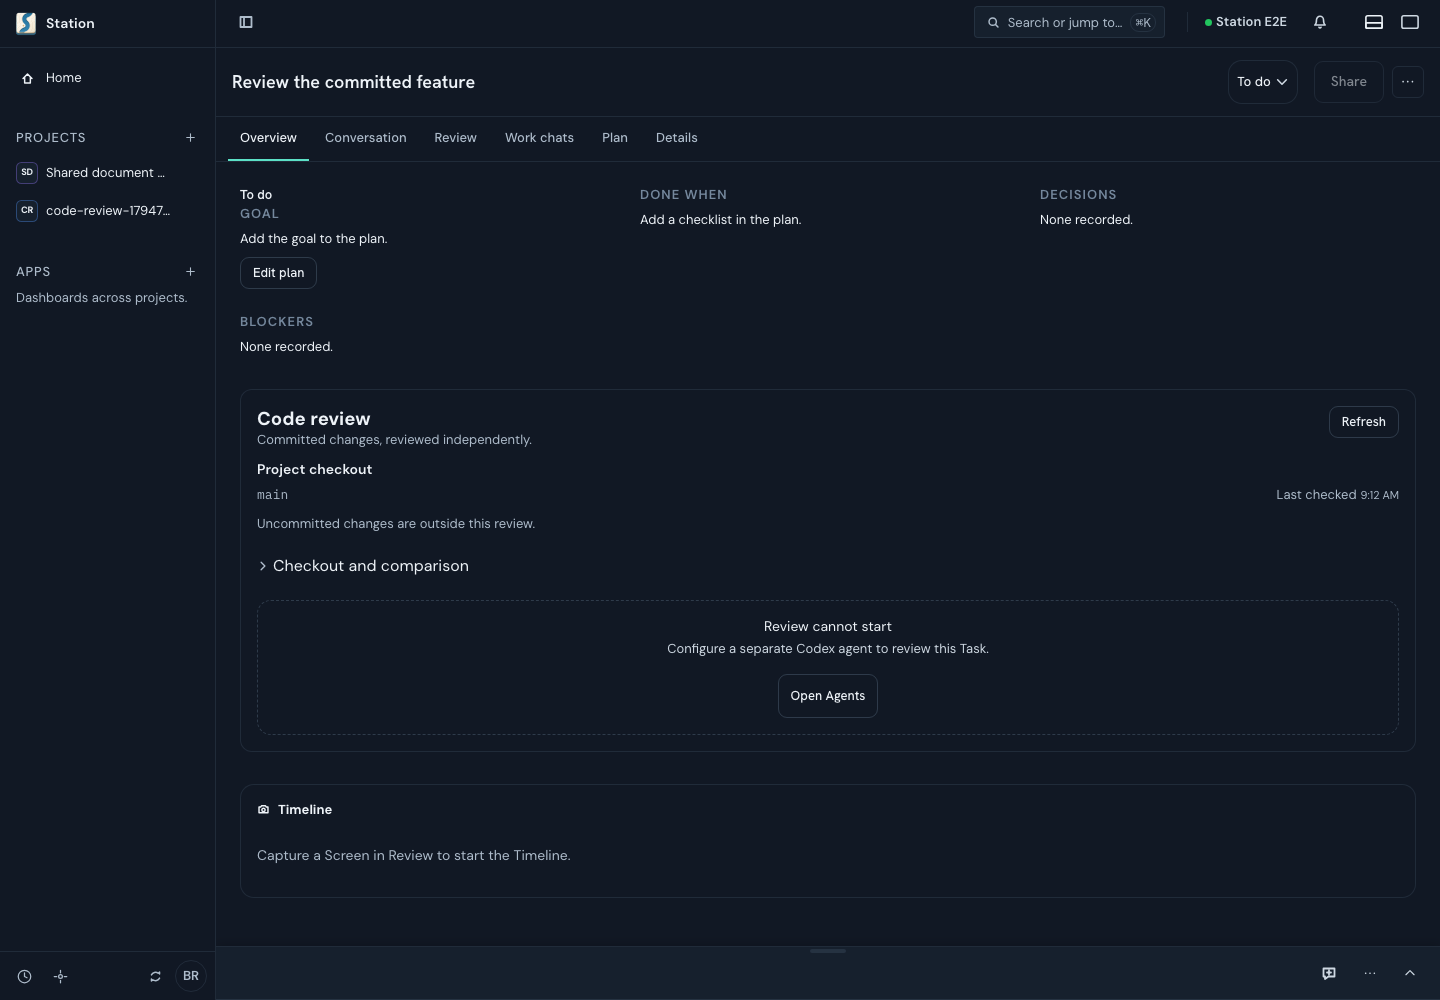 Station
Search or jump to...
⌘K
Station E2E
Home
PROJECTS
SD
Shared document ...
CR
code-review-17947...
APPS
Dashboards across projects.
BR
Review the committed feature
To do
Share
Overview
Conversation
Review
Work chats
Plan
Details
To do
GOAL
Add the goal to the plan.
Edit plan
DONE WHEN
Add a checklist in the plan.
DECISIONS
None recorded.
BLOCKERS
None recorded.
Code review
Committed changes, reviewed independently.
Refresh
Project checkout
main
Last checked 9:12 AM
Uncommitted changes are outside this review.
Checkout and comparison
Review cannot start
Configure a separate Codex agent to review this Task.
Open Agents
Timeline
Capture a Screen in Review to start the Timeline.